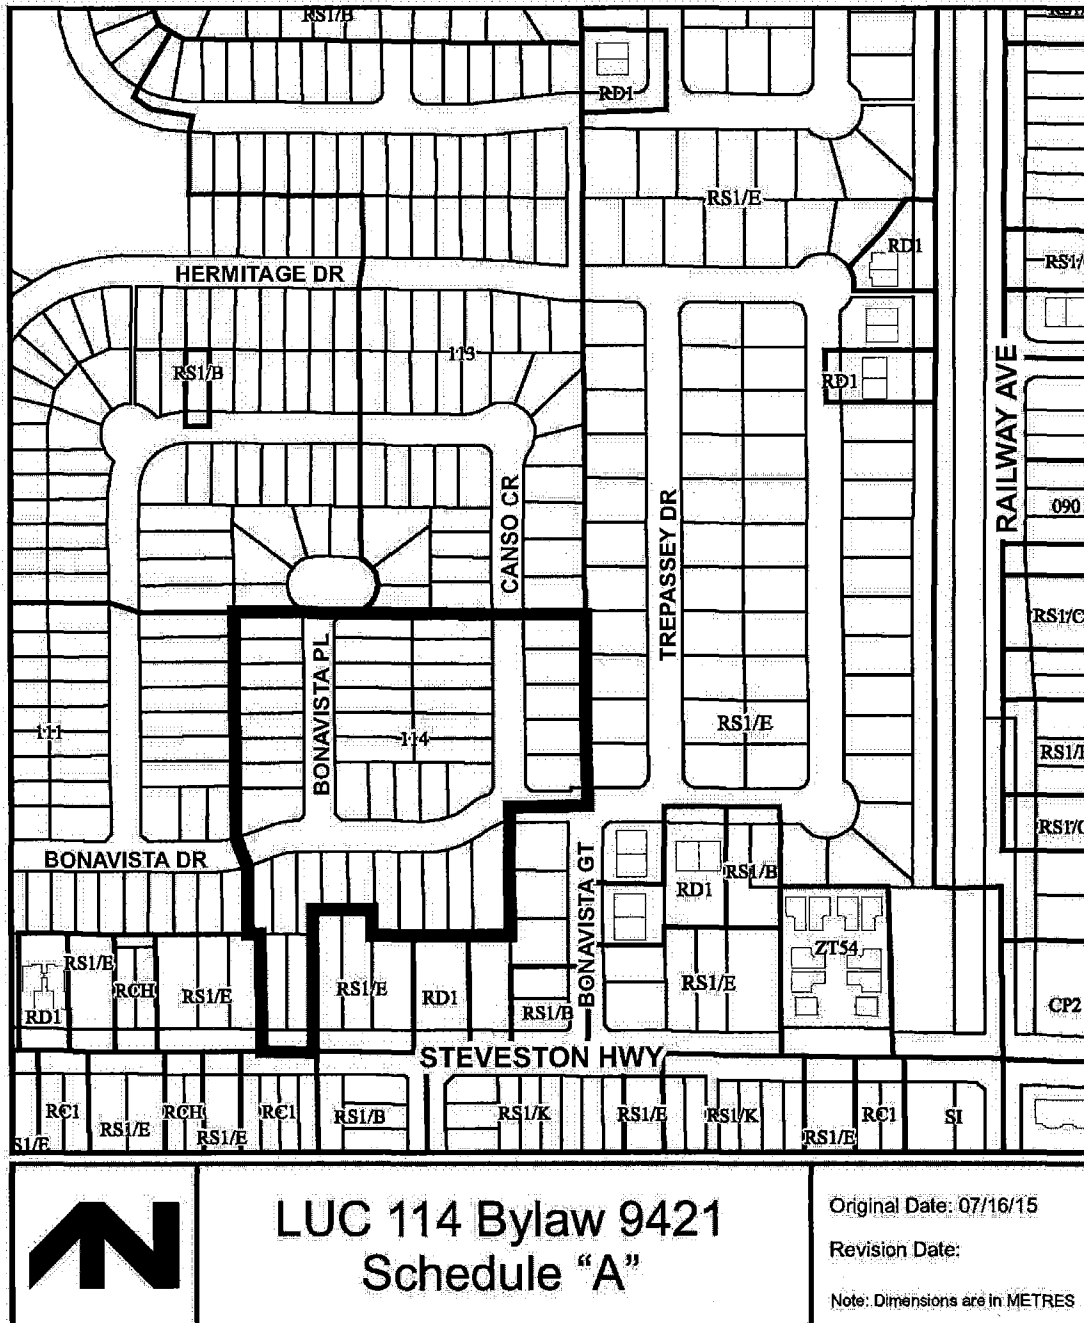 RS1/B
RD1
RS1/E
RD1
RS1/
HERMITAGE DR
113
RS1/B
RD1
RAILWAY AVE
CANSO CR
TREPASSEY DR
090
RS1/C
BONAVISTA PL
RS1/E
111
114
RS1/
RS1/
BONAVISTA DR
BONAVISTA GT
RD1
RS1/B
RS1/E
RCH
RS1/E
RD1
RS1/E
RD1
RS1/B
RS1/E
ZT54
CP2
STEVESTON HWY
S1/E
RC1
RS1/E
RCH
RS1/E
RC1
RS1/B
RS1/K
RS1/E
RS1/K
RS1/E
RC1
SI
LUC 114 Bylaw 9421
Schedule “A”
Original Date: 07/16/15
Revision Date:
Note: Dimensions are in METRES